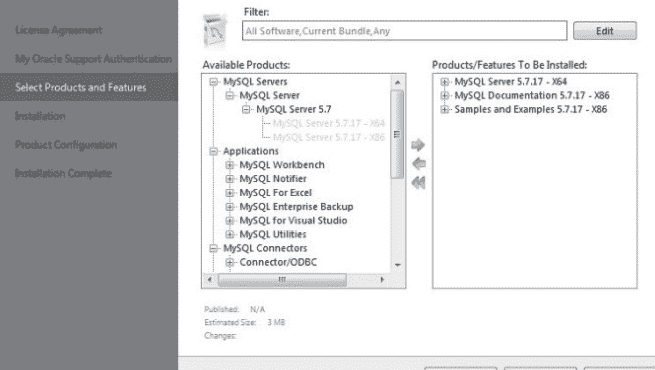 License Agreement
My Oracle Support Authentication
Select Products and Features
Installation
Product Configuration
Installation Complete
Filter:
All Software,Current Bundle,Any
Edit
Available Products:
MySQL Servers
MySQL Server
MySQL Server 5.7
MySQL Server 5.7.17 - X64
MySQL Server 5.7.17 - X86
Applications
MySQL Workbench
MySQL Notifier
MySQL For Excel
MySQL Enterprise Backup
MySQL for Visual Studio
MySQL Utilities
MySQL Connectors
Connector/ODBC
Products/Features To Be Installed:
MySQL Server 5.7.17 - X64
MySQL Documentation 5.7.17 - X86
Samples and Examples 5.7.17 - X86
Published: N/A
Estimated Size: 3 MB
Changes: